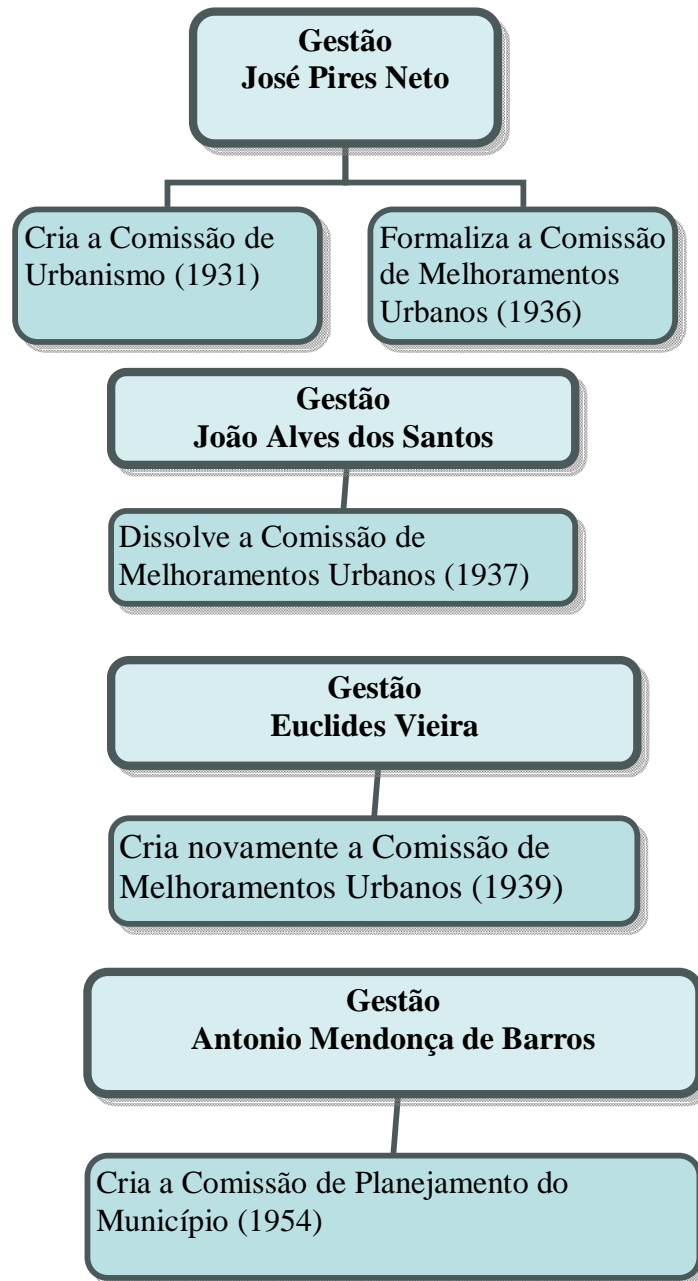 Gestão
José Pires Neto
Cria a Comissão de
Urbanismo (1931)
Formaliza a Comissão
de Melhoramentos
Urbanos (1936)
Gestão
João Alves dos Santos
Dissolve a Comissão de
Melhoramentos Urbanos (1937)
Gestão
Euclides Vieira
Cria novamente a Comissão de
Melhoramentos Urbanos (1939)
Gestão
Antonio Mendonça de Barros
Cria a Comissão de Planejamento do
Município (1954)